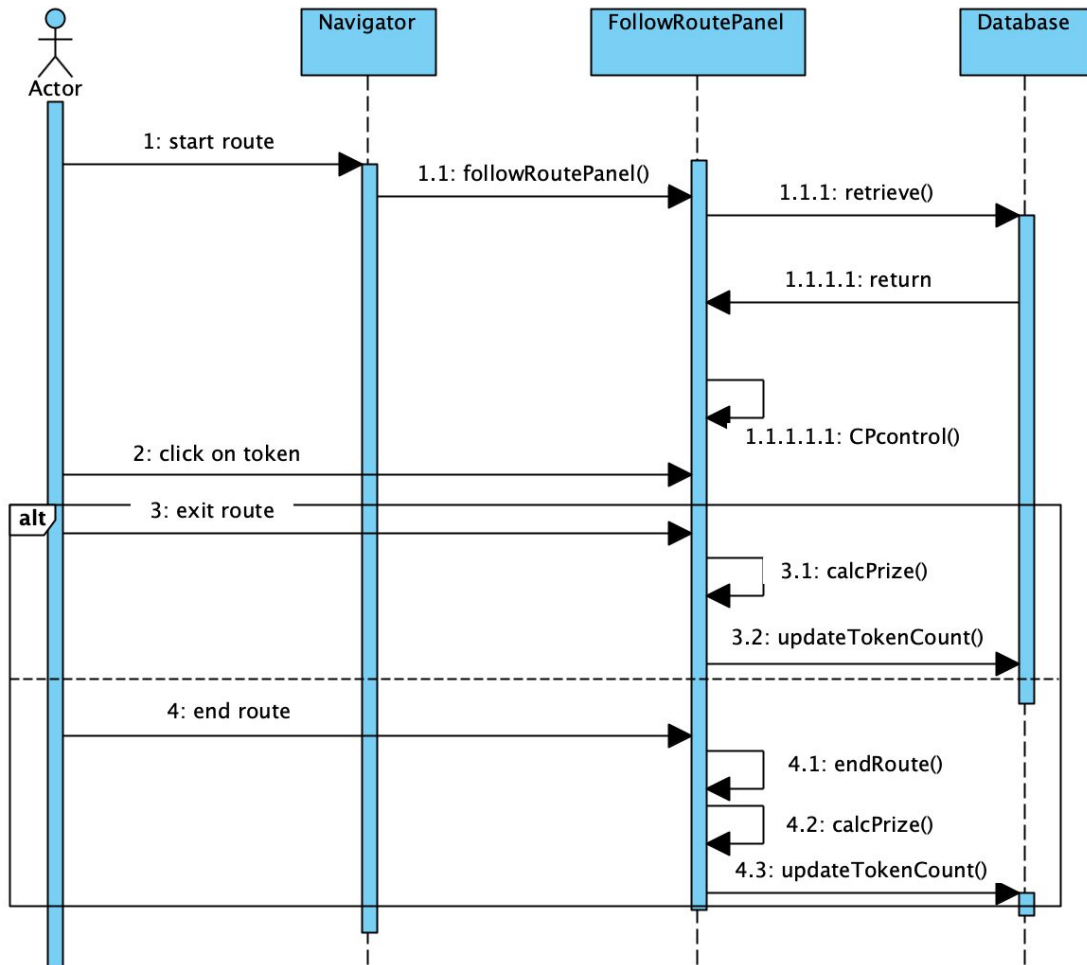 Navigator
FollowRoutePanel
Database
Actor
1: start route
1.1: followRoutePanel()
1.1.1: retrieve()
1.1.1.1: return
1.1.1.1.1: CPcontrol()
2: click on token
alt
3: exit route
3.1: calcPrize()
3.2: updateTokenCount()
4: end route
4.1: endRoute()
4.2: calcPrize()
4.3: updateTokenCount()